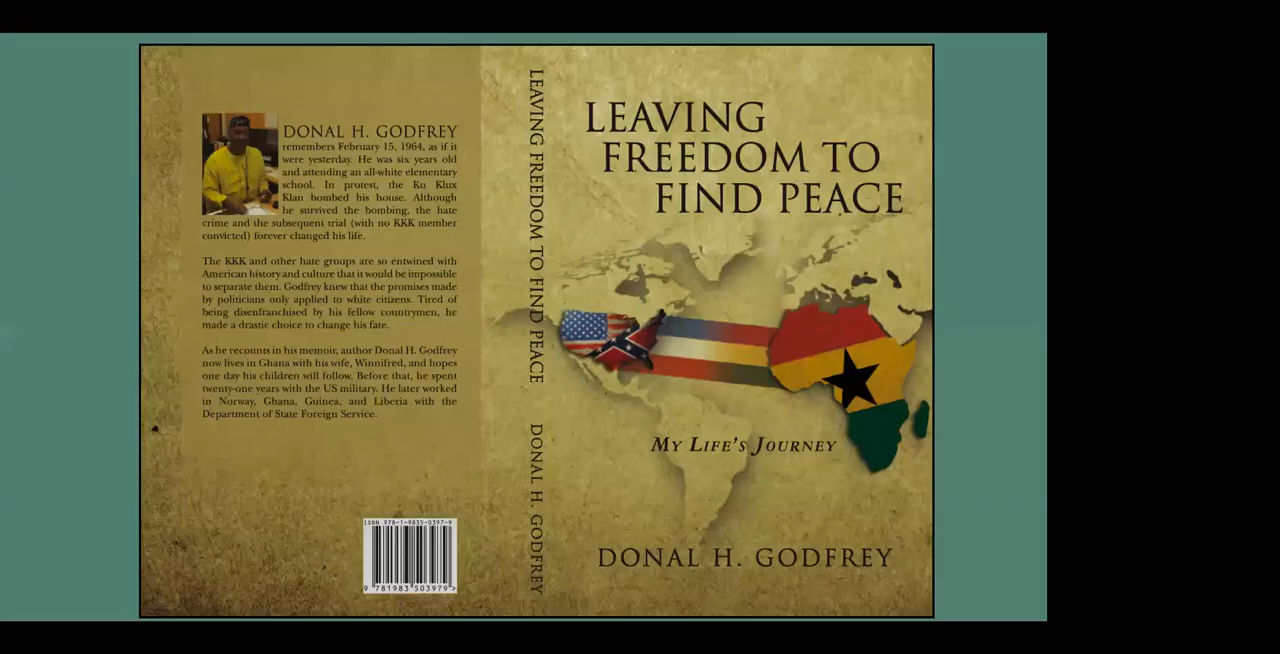 DONAL H. GODFREY
remembers February 15, 1964, as if it
were yesterday. He was six years old
and attending an all-white elementary
school. In protest, the Ku Klux
Klan bombed his house. Although
he survived the bombing, the hate
crime and the subsequent trial (with no KKK member
convicted) forever changed his life.
The KKK and other hate groups are so entwined with
American history and culture that it would be impossible
to separate them. Godfrey knew that the promises made
by politicians only applied to white citizens. Tired of
being disenfranchised by his fellow countrymen, he
made a drastic choice to change his fate.
As he recounts in his memoir, author Donal H. Godfrey
now lives in Ghana with his wife, Winnifred, and hopes
one day his children will follow. Before that, he spent
twenty-one years with the US military. He later worked
in Norway, Ghana, Guinea, and Liberia with the
Department of State Foreign Service.
ISBN 978-1-9835-0397-9
9 781983 503979 >
LEAVING FREEDOM TO FIND PEACE
DONAL H. GODFREY
LEAVING
FREEDOM TO
FIND PEACE
MY LIFE'S JOURNEY
DONAL H. GODFREY